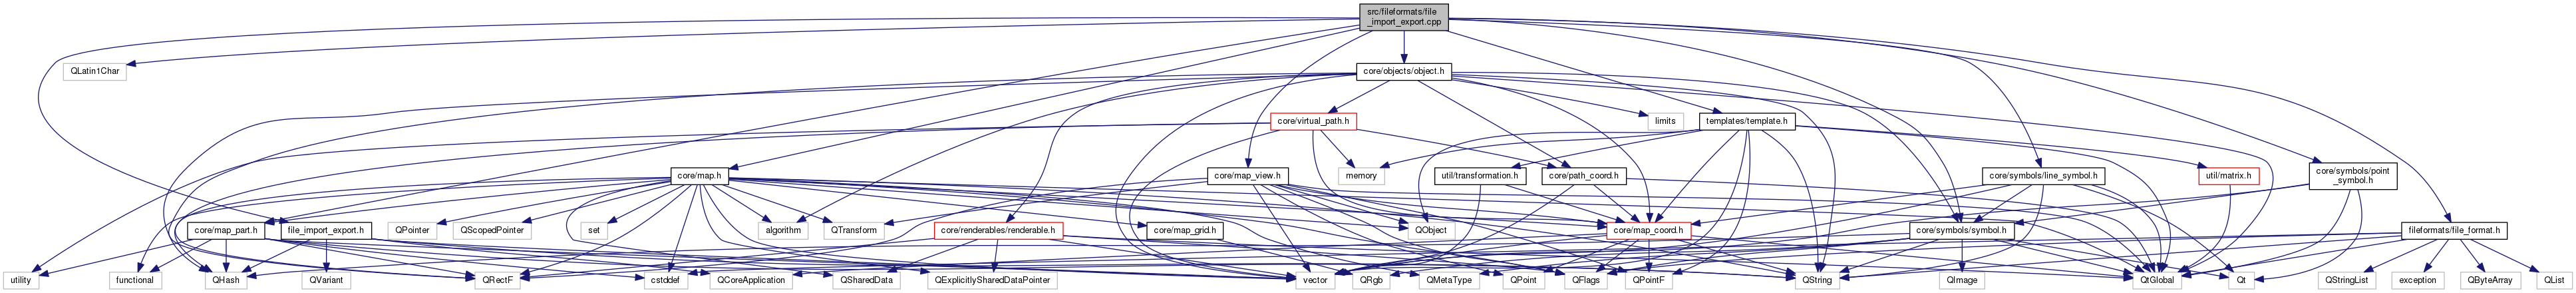 src/fileformats/file
_import_export.cpp
QLatin1Char
core/objects/object.h
core/virtual_path.h
limits
templates/template.h
core/map.h
core/map_view.h
memory
util/transformation.h
core/path_coord.h
core/symbols/line_symbol.h
util/matrix.h
core/symbols/point
_symbol.h
core/map_part.h
file_import_export.h
QPointer
QScopedPointer
set
algorithm
QTransform
core/renderables/renderable.h
core/map_grid.h
QObject
core/map_coord.h
core/symbols/symbol.h
fileformats/file_format.h
utility
functional
QHash
QVariant
QRectF
cstddef
QCoreApplication
QSharedData
QExplicitlySharedDataPointer
vector
QRgb
QMetaType
QPoint
QFlags
QPointF
QString
QImage
QtGlobal
Qt
QStringList
exception
QByteArray
QList